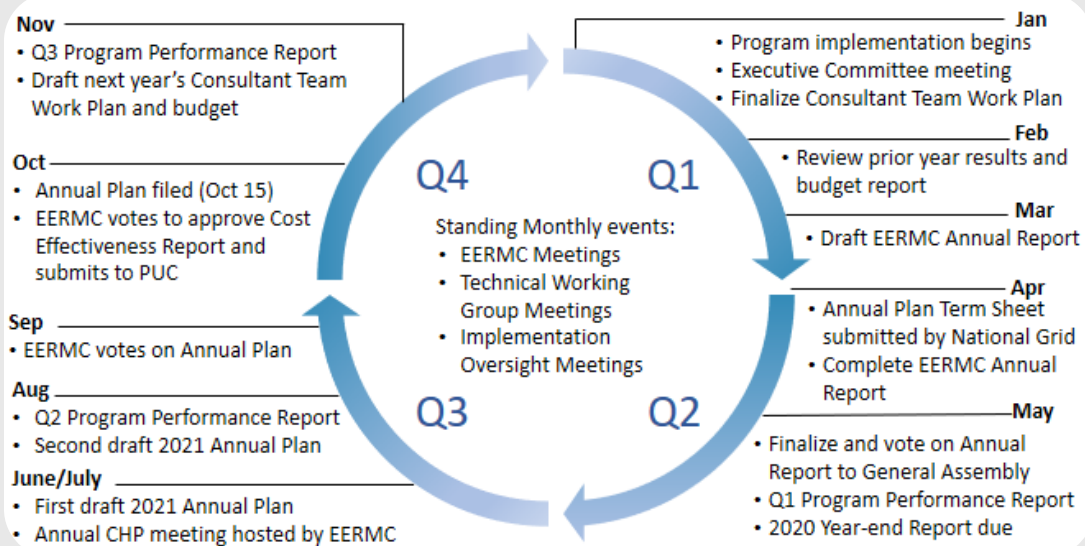 Nov
• Q3 Program Performance Report
• Draft next year's Consultant Team
Work Plan and budget
Oct
• Annual Plan filed (Oct 15)
• EERMC votes to approve Cost
Effectiveness Report and
submits to PUC
Sep
• EERMC votes on Annual Plan
Aug
• Q2 Program Performance Report
• Second draft 2021 Annual Plan
June/July
• First draft 2021 Annual Plan
• Annual CHP meeting hosted by EERMC
Q4
Q1
Standing Monthly events:
• EERMC Meetings
• Technical Working
Group Meetings
• Implementation
Oversight Meetings
Q3
Q2
Jan
• Program implementation begins
• Executive Committee meeting
• Finalize Consultant Team Work Plan
Feb
• Review prior year results and
budget report
Mar
• Draft EERMC Annual Report
Apr
• Annual Plan Term Sheet
submitted by National Grid
• Complete EERMC Annual
Report
May
• Finalize and vote on Annual
Report to General Assembly
• Q1 Program Performance Report
• 2020 Year-end Report due